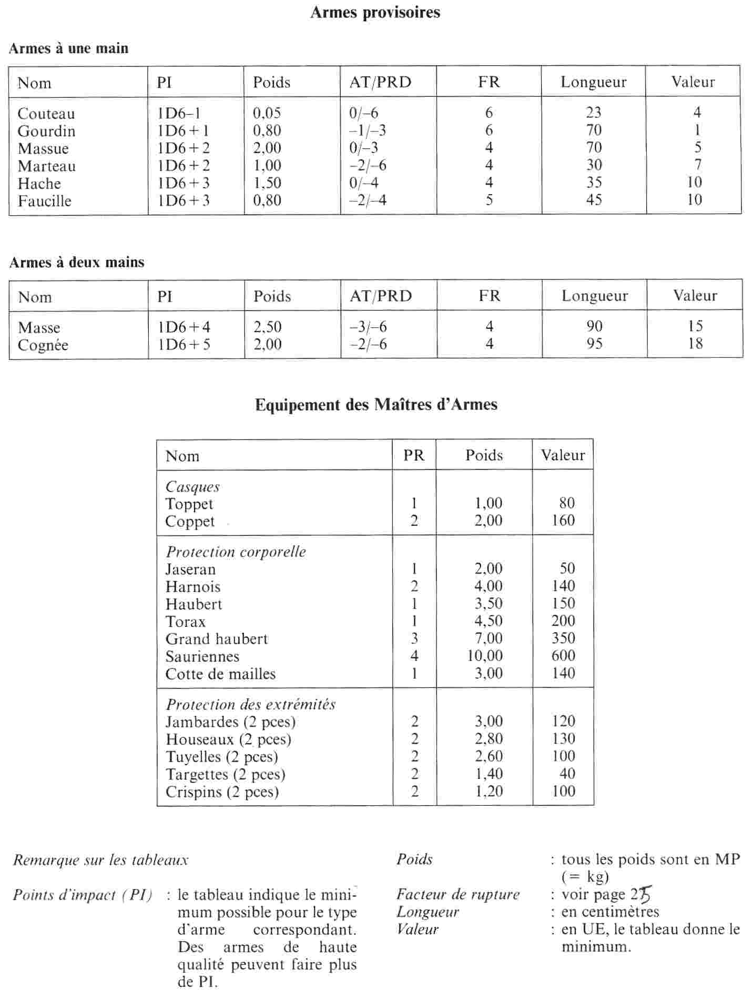 Armes provisoires
Armes à une main
Nom PI Poids AT/PRD FR Longueur Valeur
Couteau 1D6–1 0,05 0/–6 6 23 4
Gourdin 1D6+1 0,80 –1/–3 6 70 1
Massue 1D6+2 2,00 0/–3 4 70 5
Marteau 1D6+2 1,00 –2/–6 4 30 7
Hache 1D6+3 1,50 0/–4 4 35 10
Faucille 1D6+3 0,80 –2/–4 5 45 10
Armes à deux mains
Nom PI Poids AT/PRD FR Longueur Valeur
Masse 1D6+4 2,50 –3/–6 4 90 15
Cognée 1D6+5 2,00 –2/–6 4 95 18
Equipement des Maîtres d'Armes
Nom PR Poids Valeur
Casques
Toppet 1 1,00 80
Coppet 2 2,00 160
Protection corporelle
Jaseran 1 2,00 50
Harnois 2 4,00 140
Haubert 1 3,50 150
Torax 1 4,50 200
Grand haubert 3 7,00 350
Sauriennes 4 10,00 600
Cotte de mailles 1 3,00 140
Protection des extrémités
Jambardes (2 pces) 2 3,00 120
Houseaux (2 pces) 2 2,80 130
Tuyelles (2 pces) 2 2,60 100
Targettes (2 pces) 2 1,40 40
Crispins (2 pces) 2 1,20 100
Remarque sur les tableaux
Points d'impact (PI) : le tableau indique le mini-
mum possible pour le type
d'arme correspondant.
Des armes de haute
qualité peuvent faire plus
de PI.
Poids : tous les poids sont en MP
(= kg)
Facteur de rupture : voir page 25
Longueur : en centimètres
Valeur : en UE, le tableau donne le
minimum.